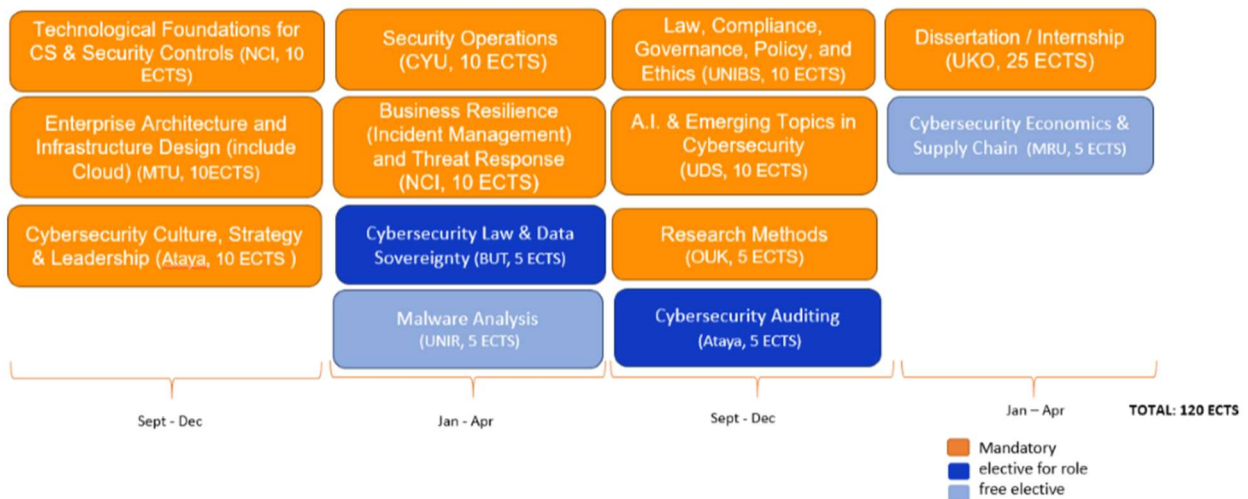 Technological Foundations for
CS & Security Controls (NCI, 10
ECTS)
Enterprise Architecture and
Infrastructure Design (include
Cloud) (MTU, 10ECTS)
Cybersecurity Culture, Strategy
& Leadership (Ataya, 10 ECTS )
Sept - Dec
Security Operations
(CYU, 10 ECTS)
Business Resilience
(Incident Management)
and Threat Response
(NCI, 10 ECTS)
Cybersecurity Law & Data
Sovereignty (BUT, 5 ECTS)
Malware Analysis
(UNIR, 5 ECTS)
Jan - Apr
Law, Compliance,
Governance, Policy, and
Ethics (UNIBS, 10 ECTS)
A.I. & Emerging Topics in
Cybersecurity
(UDS, 10 ECTS)
Research Methods
(OUK, 5 ECTS)
Cybersecurity Auditing
(Ataya, 5 ECTS)
Sept - Dec
Dissertation / Internship
(UKO, 25 ECTS)
Cybersecurity Economics &
Supply Chain (MRU, 5 ECTS)
Jan – Apr
TOTAL: 120 ECTS
Mandatory
elective for role
free elective